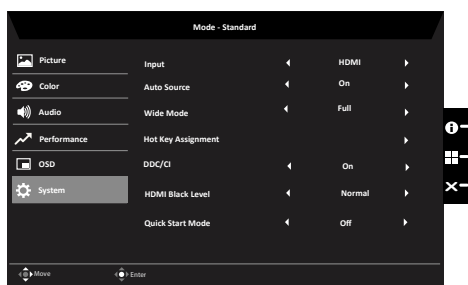 Mode - Standard
Picture
Color
Audio
Performance
OSD
System
Input HDMI
Auto Source On
Wide Mode Full
Hot Key Assignment
DDC/CI On
HDMI Black Level Normal
Quick Start Mode Off
Move Enter